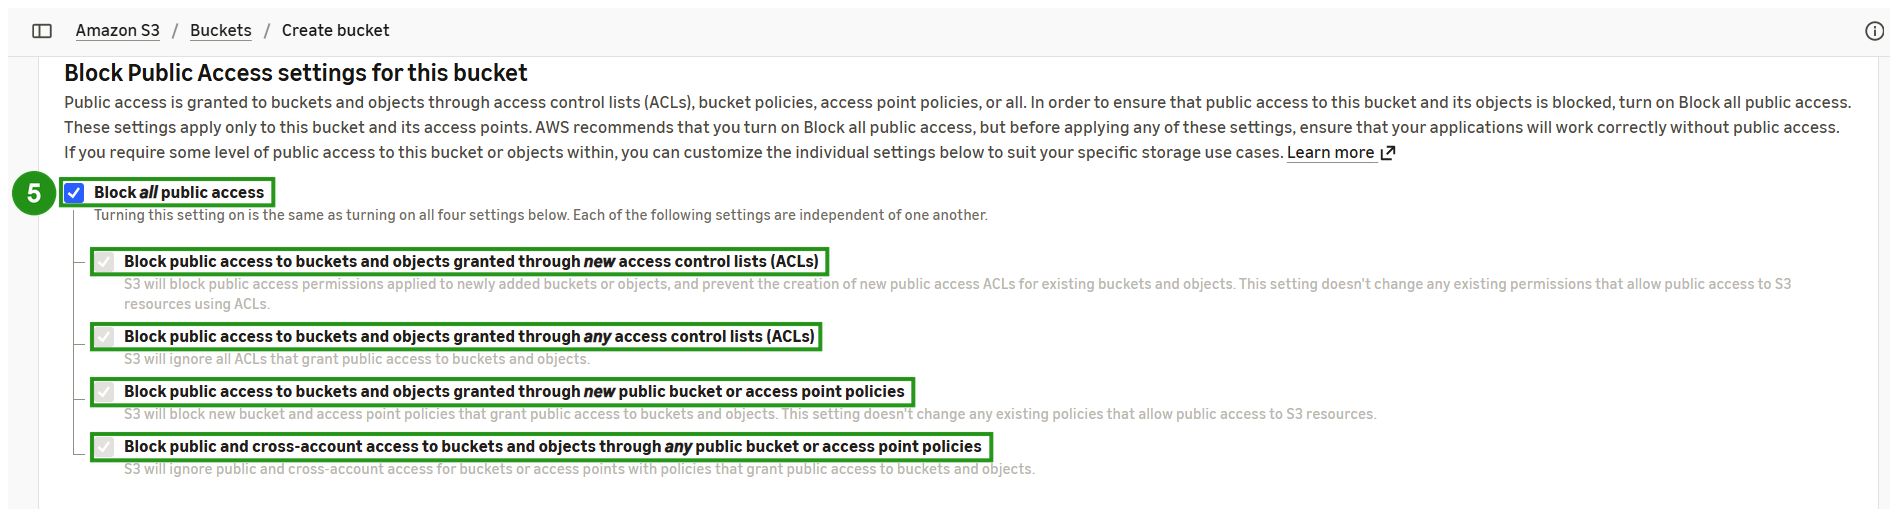 Amazon S3 / Buckets / Create bucket
Block Public Access settings for this bucket
Public access is granted to buckets and objects through access control lists (ACLs), bucket policies, access point policies, or all. In order to ensure that public access to this bucket and its objects is blocked, turn on Block all public access.
These settings apply only to this bucket and its access points. AWS recommends that you turn on Block all public access, but before applying any of these settings, ensure that your applications will work correctly without public access.
If you require some level of public access to this bucket or objects within, you can customize the individual settings below to suit your specific storage use cases. Learn more
5 Block all public access
Turning this setting on is the same as turning on all four settings below. Each of the following settings are independent of one another.
Block public access to buckets and objects granted through new access control lists (ACLs)
S3 will block public access permissions applied to newly added buckets or objects, and prevent the creation of new public access ACLs for existing buckets and objects. This setting doesn't change any existing permissions that allow public access to S3
resources using ACLs.
Block public access to buckets and objects granted through any access control lists (ACLs)
S3 will ignore all ACLs that grant public access to buckets and objects.
Block public access to buckets and objects granted through new public bucket or access point policies
S3 will block new bucket and access point policies that grant public access to buckets and objects. This setting doesn't change any existing policies that allow public access to S3 resources.
Block public and cross-account access to buckets and objects through any public bucket or access point policies
S3 will ignore public and cross-account access for buckets or access points with policies that grant public access to buckets and objects.